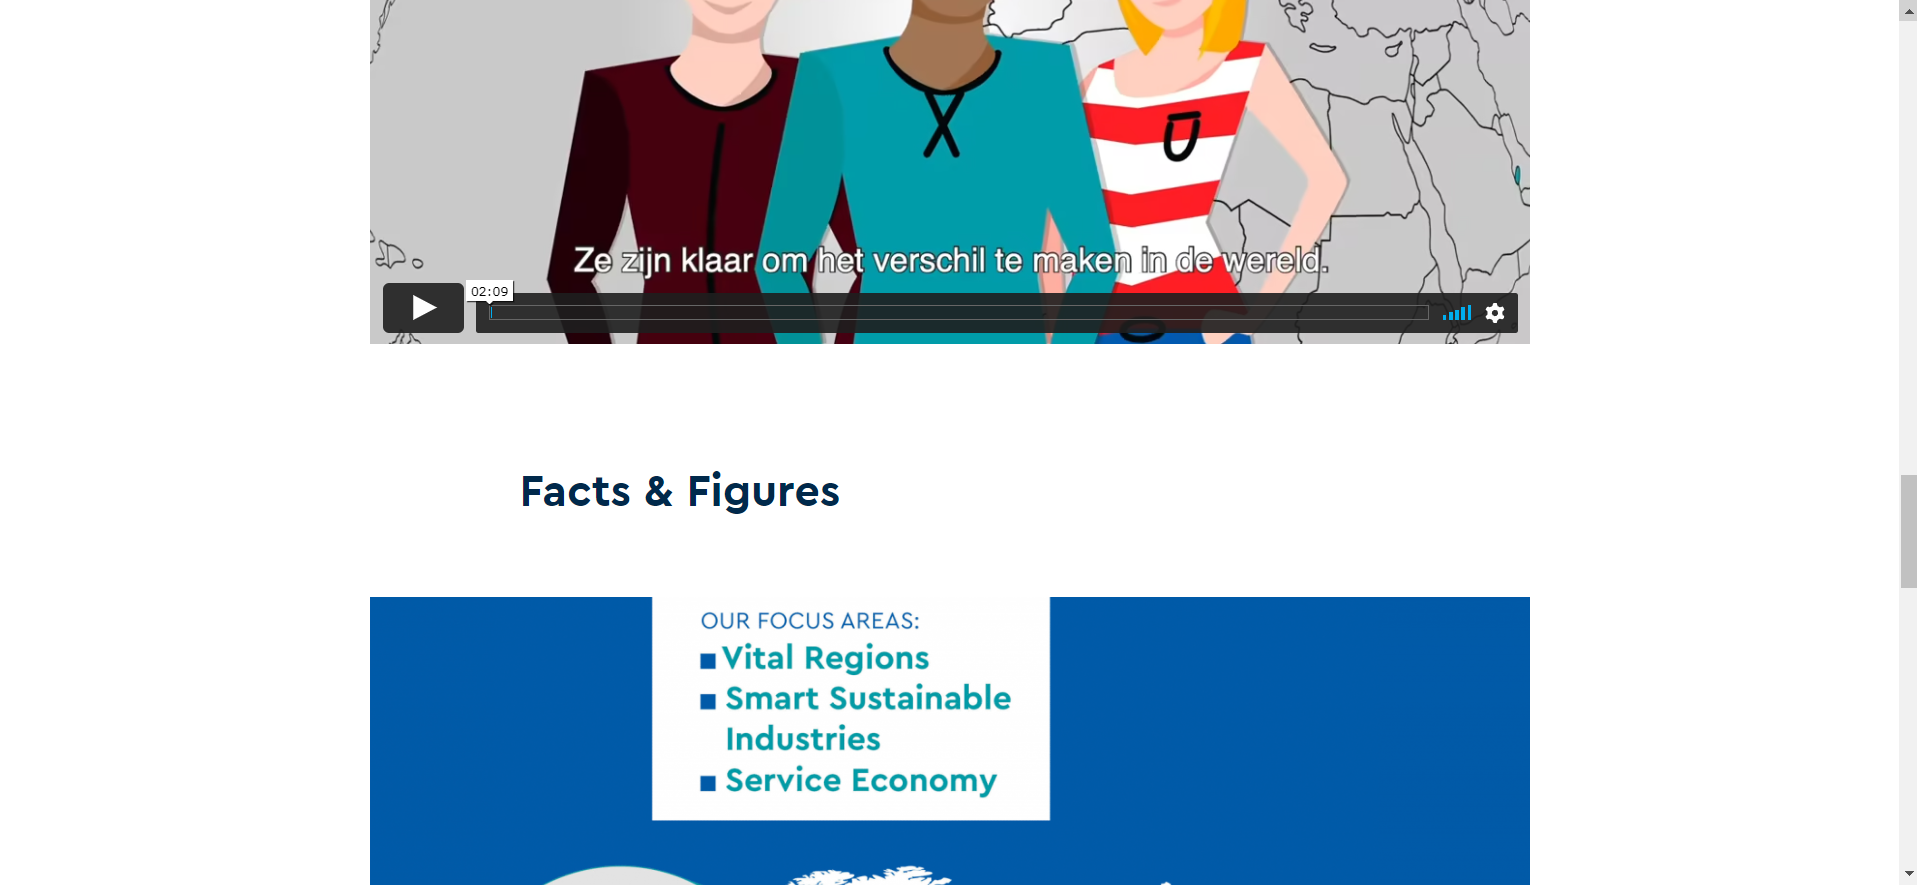 Ze zijn klaar om het verschil te maken in de wereld.
02:09
Facts & Figures
OUR FOCUS AREAS:
Vital Regions
Smart Sustainable
Industries
Service Economy